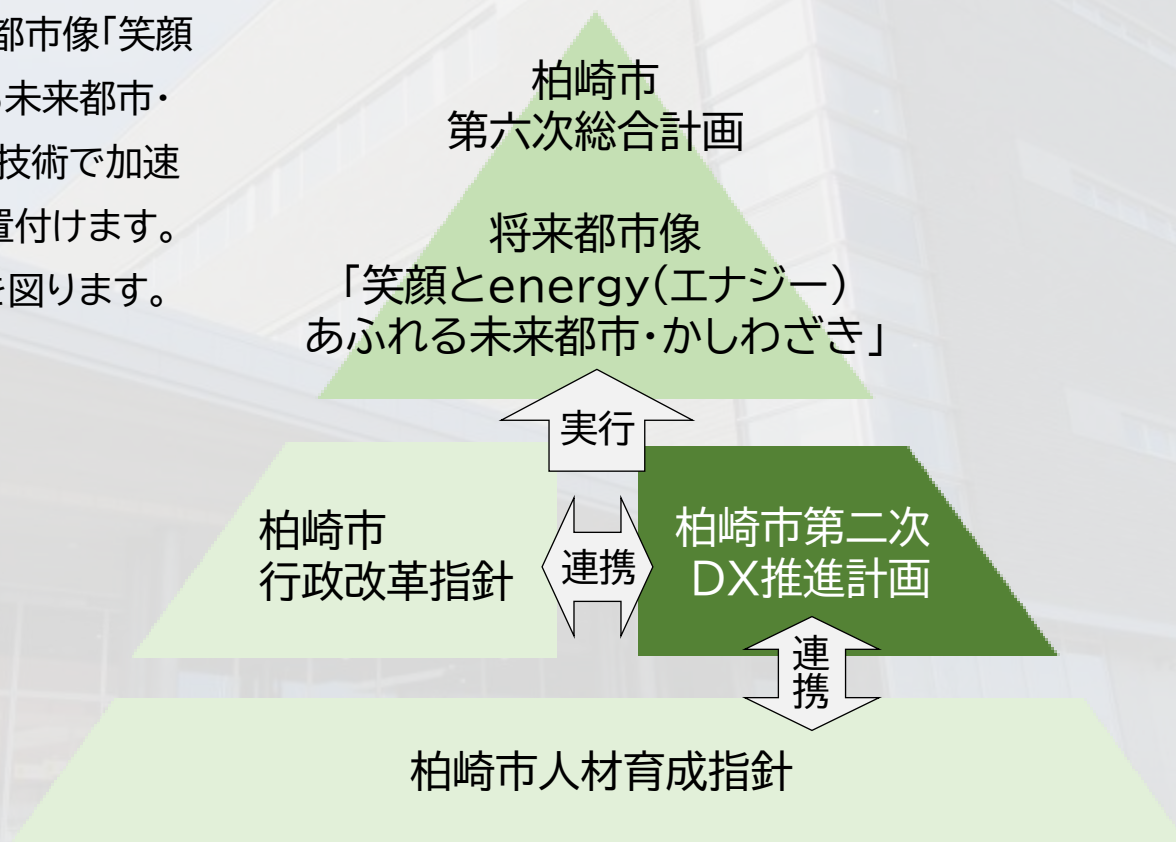 都市像「笑顔
未来都市・
技術で加速
置付けます。
を図ります。
柏崎市
第六次総合計画
将来都市像
「笑顔とenergy(エナジー)
あふれる未来都市・かしわざき」
実行
柏崎市
行政改革指針
連携
柏崎市第二次
DX推進計画
連携
柏崎市人材育成指針